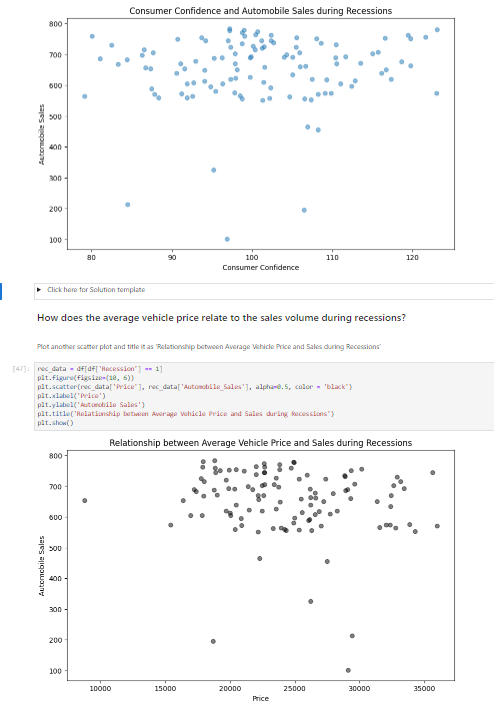 Consumer Confidence and Automobile Sales during Recessions
800
700
600
500
400
300
200
100
Automobile Sales
80 90 100 110 120
Consumer Confidence
Click here for Solution template
How does the average vehicle price relate to the sales volume during recessions?
Plot another scatter plot and title it as 'Relationship between Average Vehicle Price and Sales during Recessions'
[47]: rec_data = df[df['Recession'] == 1]
plt.figure(figsize=(10, 6))
plt.scatter(rec_data['Price'], rec_data['Automobile_Sales'], alpha=0.5, color = 'black')
plt.xlabel('Price')
plt.ylabel('Automobile Sales')
plt.title('Relationship between Average Vehicle Price and Sales during Recessions')
plt.show()
Relationship between Average Vehicle Price and Sales during Recessions
800
700
600
500
400
300
200
100
Automobile Sales
10000 15000 20000 25000 30000 35000
Price